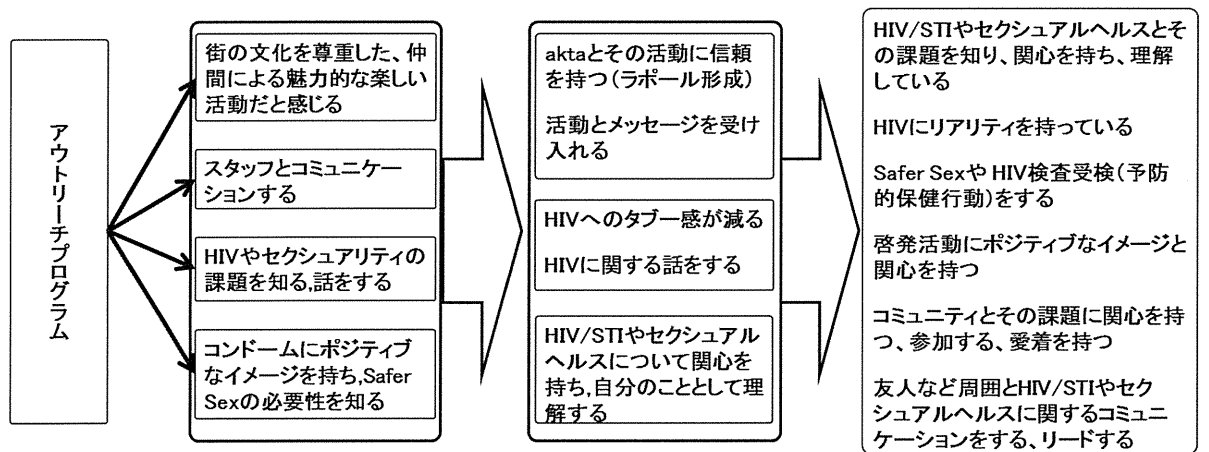 アウトリーチプログラム
街の文化を尊重した、仲
間による魅力的な楽しい
活動だと感じる
スタッフとコミュニケー
ションする
HIVやセクシュアリティの
課題を知る,話をする
コンドームにポジティブ
なイメージを持ち,Safer
Sexの必要性を知る
aktaとその活動に信頼
を持つ(ラポール形成)
活動とメッセージを受け
入れる
HIVへのタブー感が減る
HIVに関する話をする
HIV/STIやセクシュアル
ヘルスについて関心を
持ち,自分のこととして理
解する
HIV/STIやセクシュアルヘルスとそ
の課題を知り、関心を持ち、理解
している
HIVにリアリティを持っている
Safer Sexや HIV検査受検(予防
的保健行動)をする
啓発活動にポジティブなイメージと
関心を持つ
コミュニティとその課題に関心を持
つ、参加する、愛着を持つ
友人など周囲とHIV/STIやセク
シュアルヘルスに関するコミュニ
ケーションをする、リードする